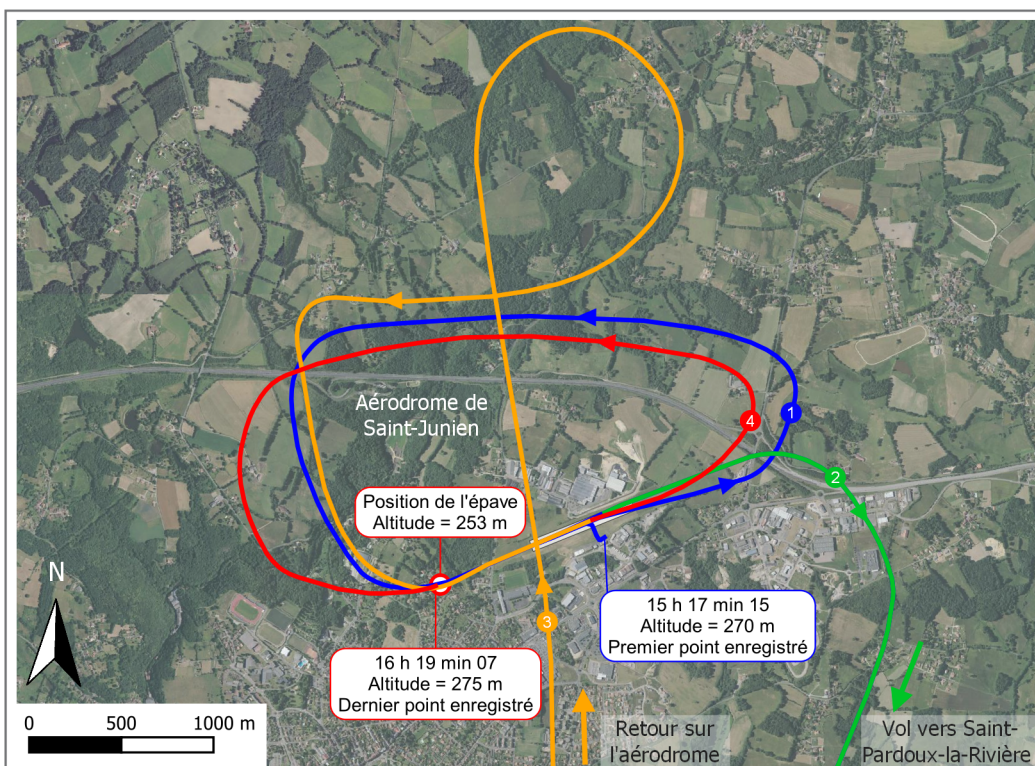 Aérodrome de
Saint-Junien
4
1
2
Position de l'épave
Altitude = 253 m
N
3
15 h 17 min 15
Altitude = 270 m
Premier point enregistré
16 h 19 min 07
Altitude = 275 m
Dernier point enregistré
0 500 1000 m
Retour sur
l'aérodrome
Vol vers Saint-
Pardoux-la-Rivière